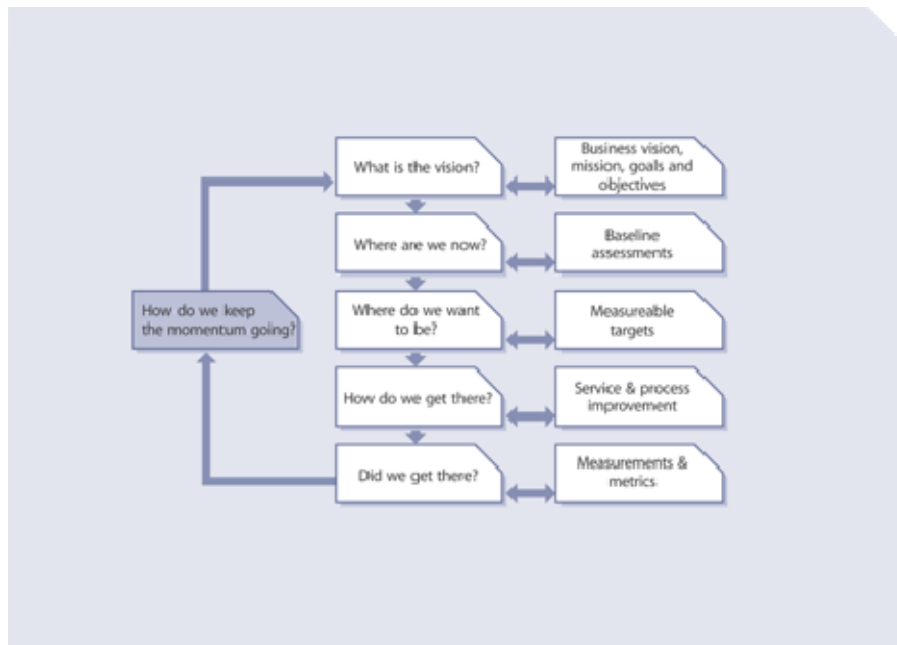 What is the vision?
Business vision,
mission, goals and
objectives
Where are we now?
Baseline
assessments
How do we keep
the momentum going?
Where do we want
to be?
Measureable
targets
How do we get there?
Service & process
improvement
Did we get there?
Measurements &
metrics